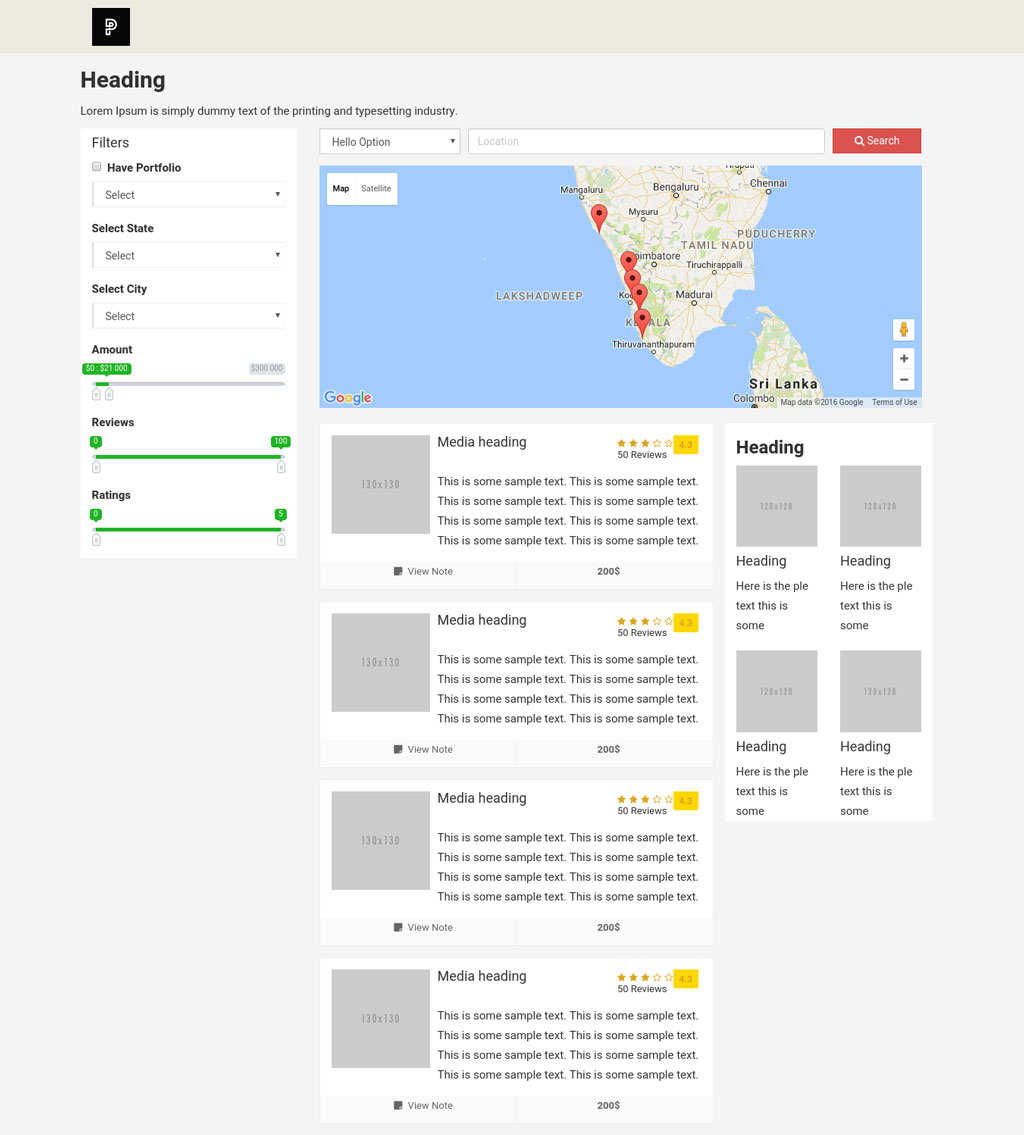 Heading
Lorem Ipsum is simply dummy text of the printing and typesetting industry.
Filters
Have Portfolio
Select
Select State
Select
Select City
Select
Amount
$0 : $21 000
$300 000
Reviews
0
100
Ratings
0
5
Hello Option
Location
Search
Map
Satellite
Mangaluru
Bengaluru
Chennai
Mysuru
PUDUCHERRY
TAMIL NADU
Tiruchirappalli
LAKSHADWEEP
Madurai
Thiruvananthapuram
Sri Lanka
Colombo
Google
Map data ©2016 Google
Terms of Use
Media heading
50 Reviews
4.3
130x130
This is some sample text. This is some sample text.
This is some sample text. This is some sample text.
This is some sample text. This is some sample text.
This is some sample text. This is some sample text.
View Note
200$
Media heading
50 Reviews
4.3
130x130
This is some sample text. This is some sample text.
This is some sample text. This is some sample text.
This is some sample text. This is some sample text.
This is some sample text. This is some sample text.
View Note
200$
Media heading
50 Reviews
4.3
130x130
This is some sample text. This is some sample text.
This is some sample text. This is some sample text.
This is some sample text. This is some sample text.
This is some sample text. This is some sample text.
View Note
200$
Media heading
50 Reviews
4.3
130x130
This is some sample text. This is some sample text.
This is some sample text. This is some sample text.
This is some sample text. This is some sample text.
This is some sample text. This is some sample text.
View Note
200$
Heading
120x120
Heading
Here is the ple
text this is
some
120x120
Heading
Here is the ple
text this is
some
120x120
Heading
Here is the ple
text this is
some
120x120
Heading
Here is the ple
text this is
some